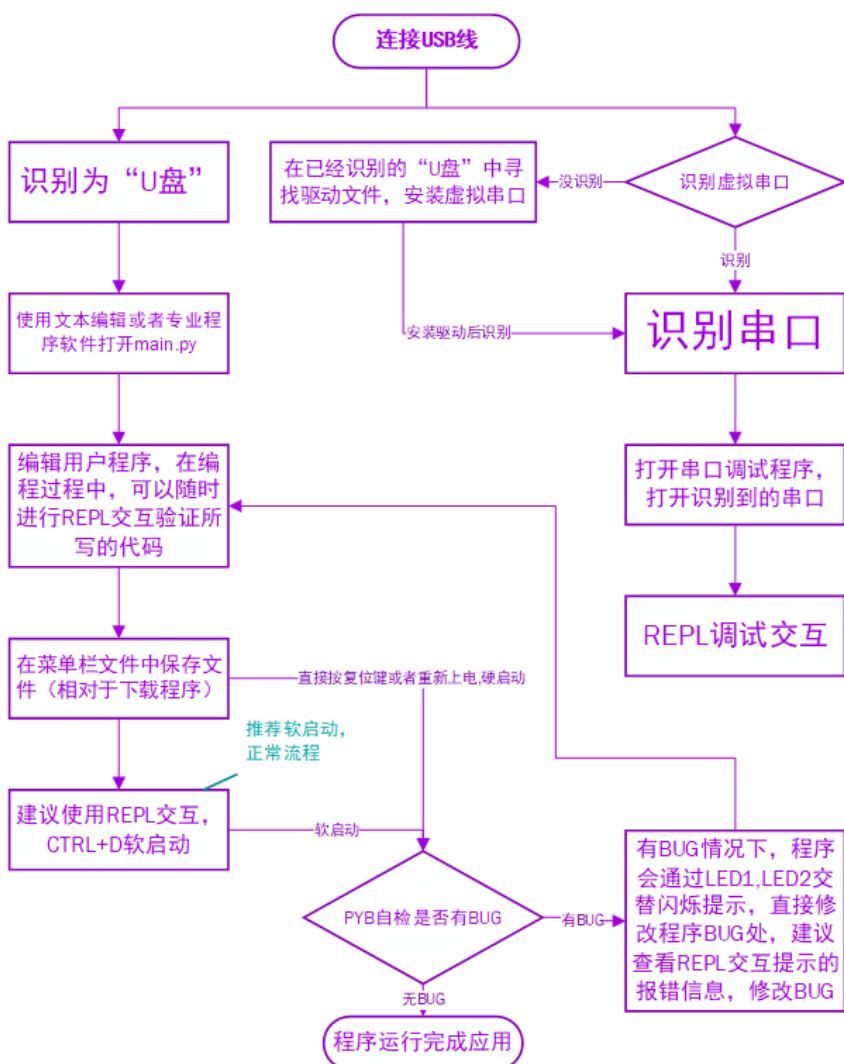 连接USB线
识别为“U盘”
在已经识别的“U盘”中寻
找驱动文件，安装虚拟串口
没识别
识别虚拟串口
识别
使用文本编辑或者专业程
序软件打开main.py
安装驱动后识别
识别串口
编辑用户程序，在编
程过程中，可以随时
进行REPL交互验证所
写的代码
打开串口调试程序，
打开识别到的串口
REPL调试交互
在菜单栏文件中保存文
件（相对于下载程序）
直接按复位键或者重新上电,硬启动
推荐软启动，
正常流程
建议使用REPL交互，
CTRL+D软启动
软启动
PYB自检是否有BUG
有BUG
有BUG情况下，程序
会通过LED1,LED2交
替闪烁提示，直接修
改程序BUG处，建议
查看REPL交互提示的
报错信息，修改BUG
无BUG
程序运行完成应用